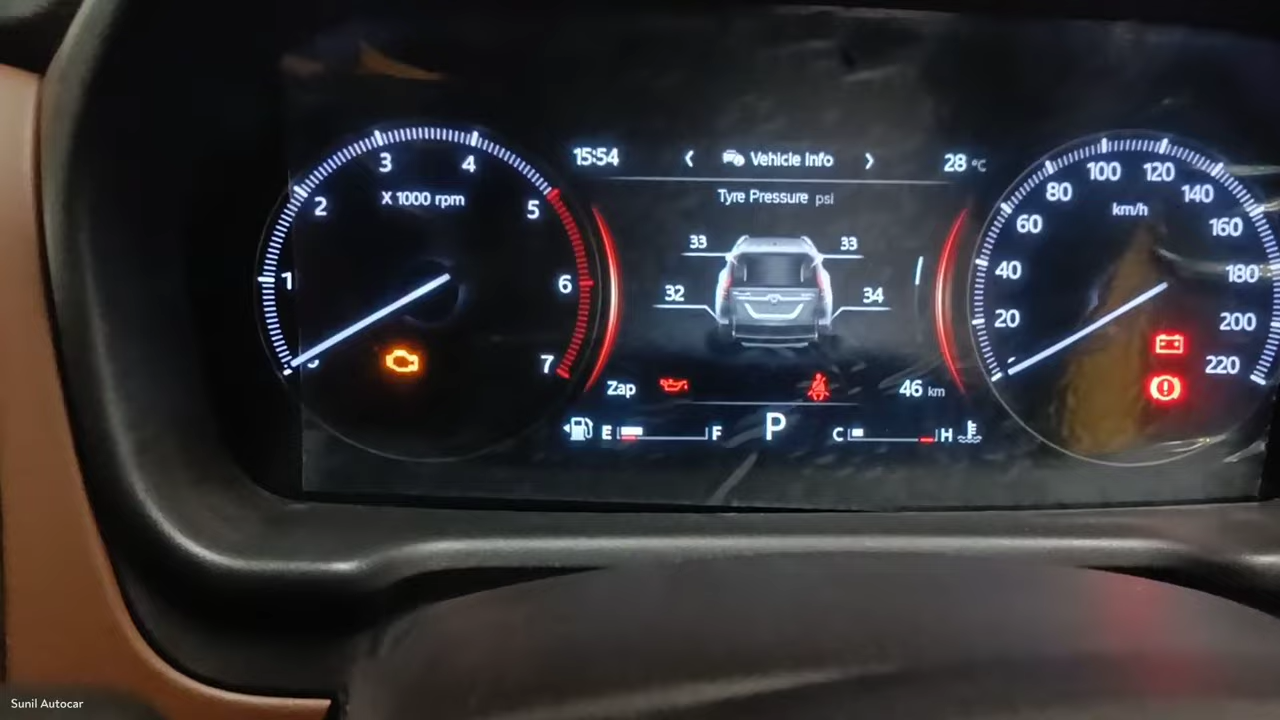 15:54 Vehicle Info 28 °C
Tyre Pressure psi
33 33
32 34
Zap 46 km
E F P C H
1 2 3 4 5 6 7
X 1000 rpm
20 40 60 80 100 120 140 160 180 200 220
km/h
Sunil Autocar